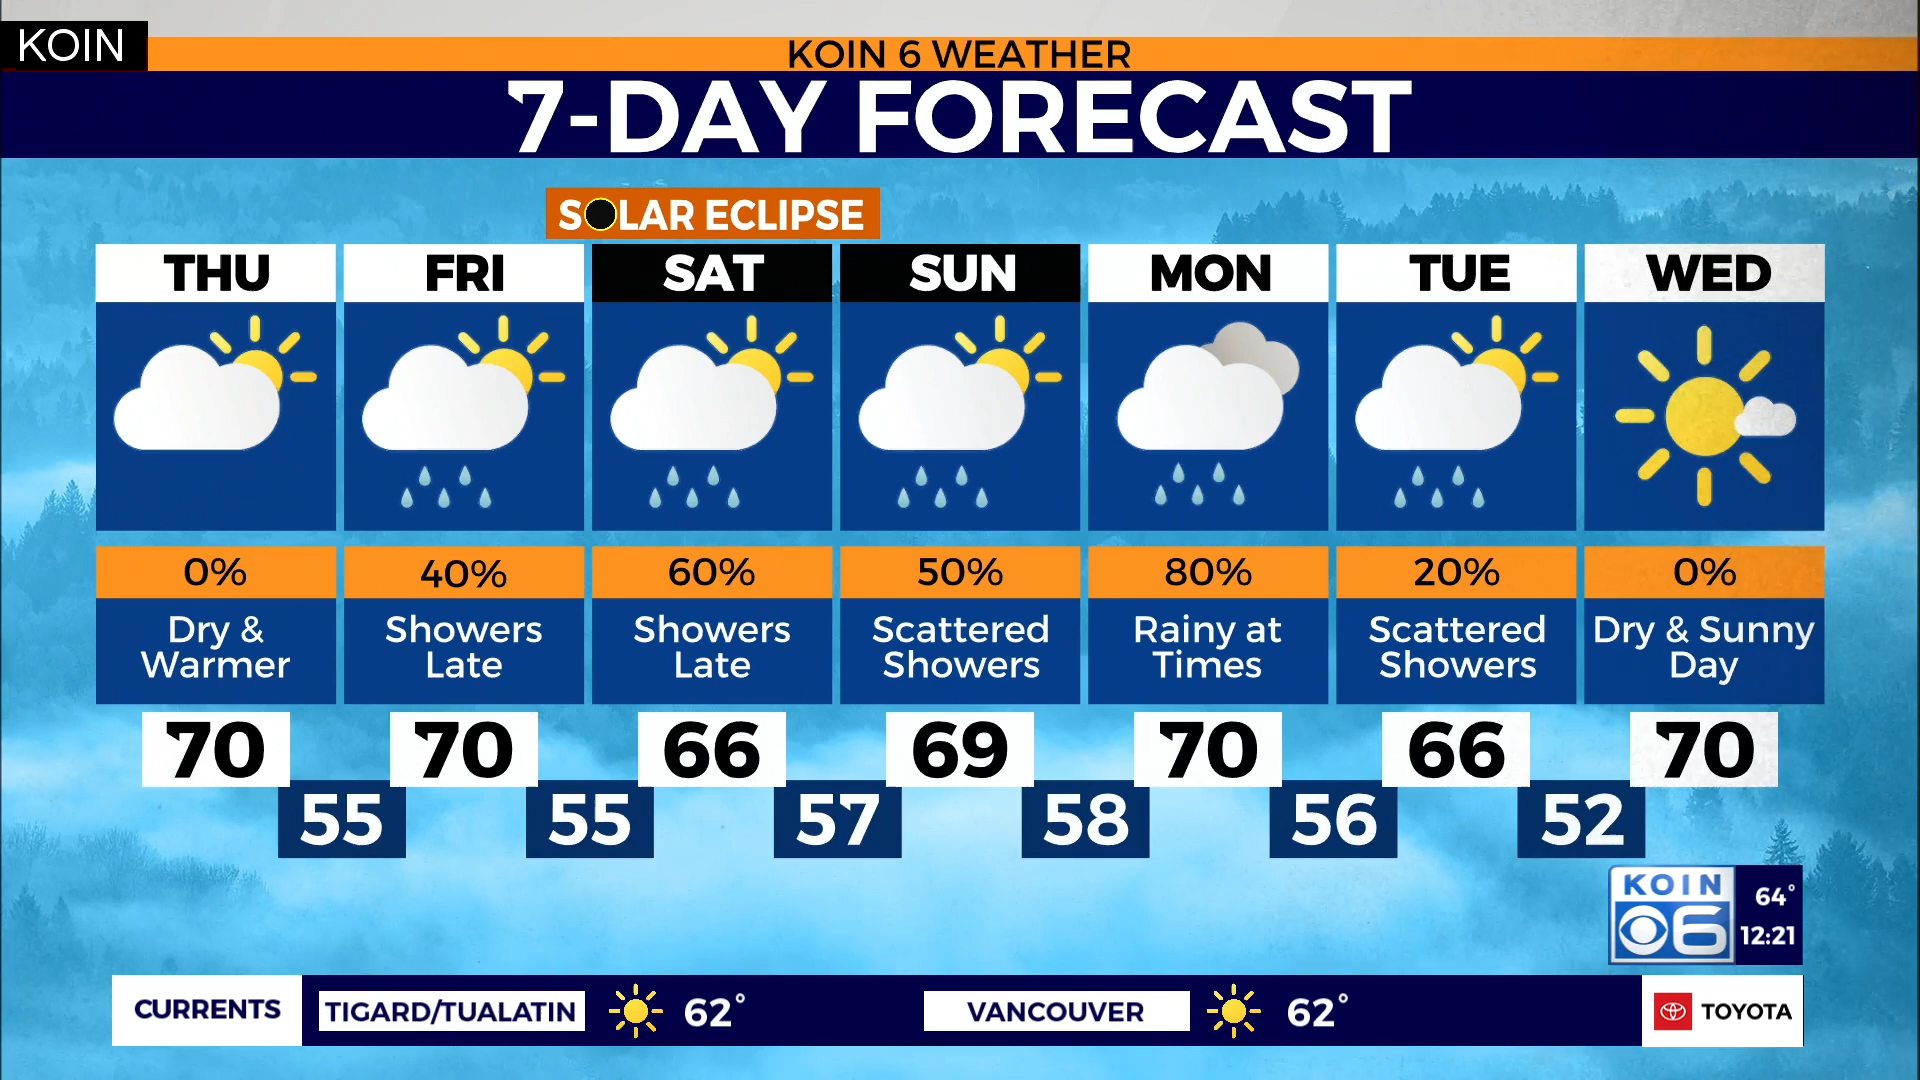 KOIN
KOIN 6 WEATHER
7-DAY FORECAST
SOLAR ECLIPSE
THU FRI SAT SUN MON TUE WED
0% 40% 60% 50% 80% 20% 0%
Dry & Showers Showers Scattered Rainy at Scattered Dry & Sunny
Warmer Late Late Showers Times Showers Day
70 70 66 69 70 66 70
55 55 57 58 56 52
KOIN
6
64°
12:21
CURRENTS TIGARD/TUALATIN 62° VANCOUVER 62° TOYOTA